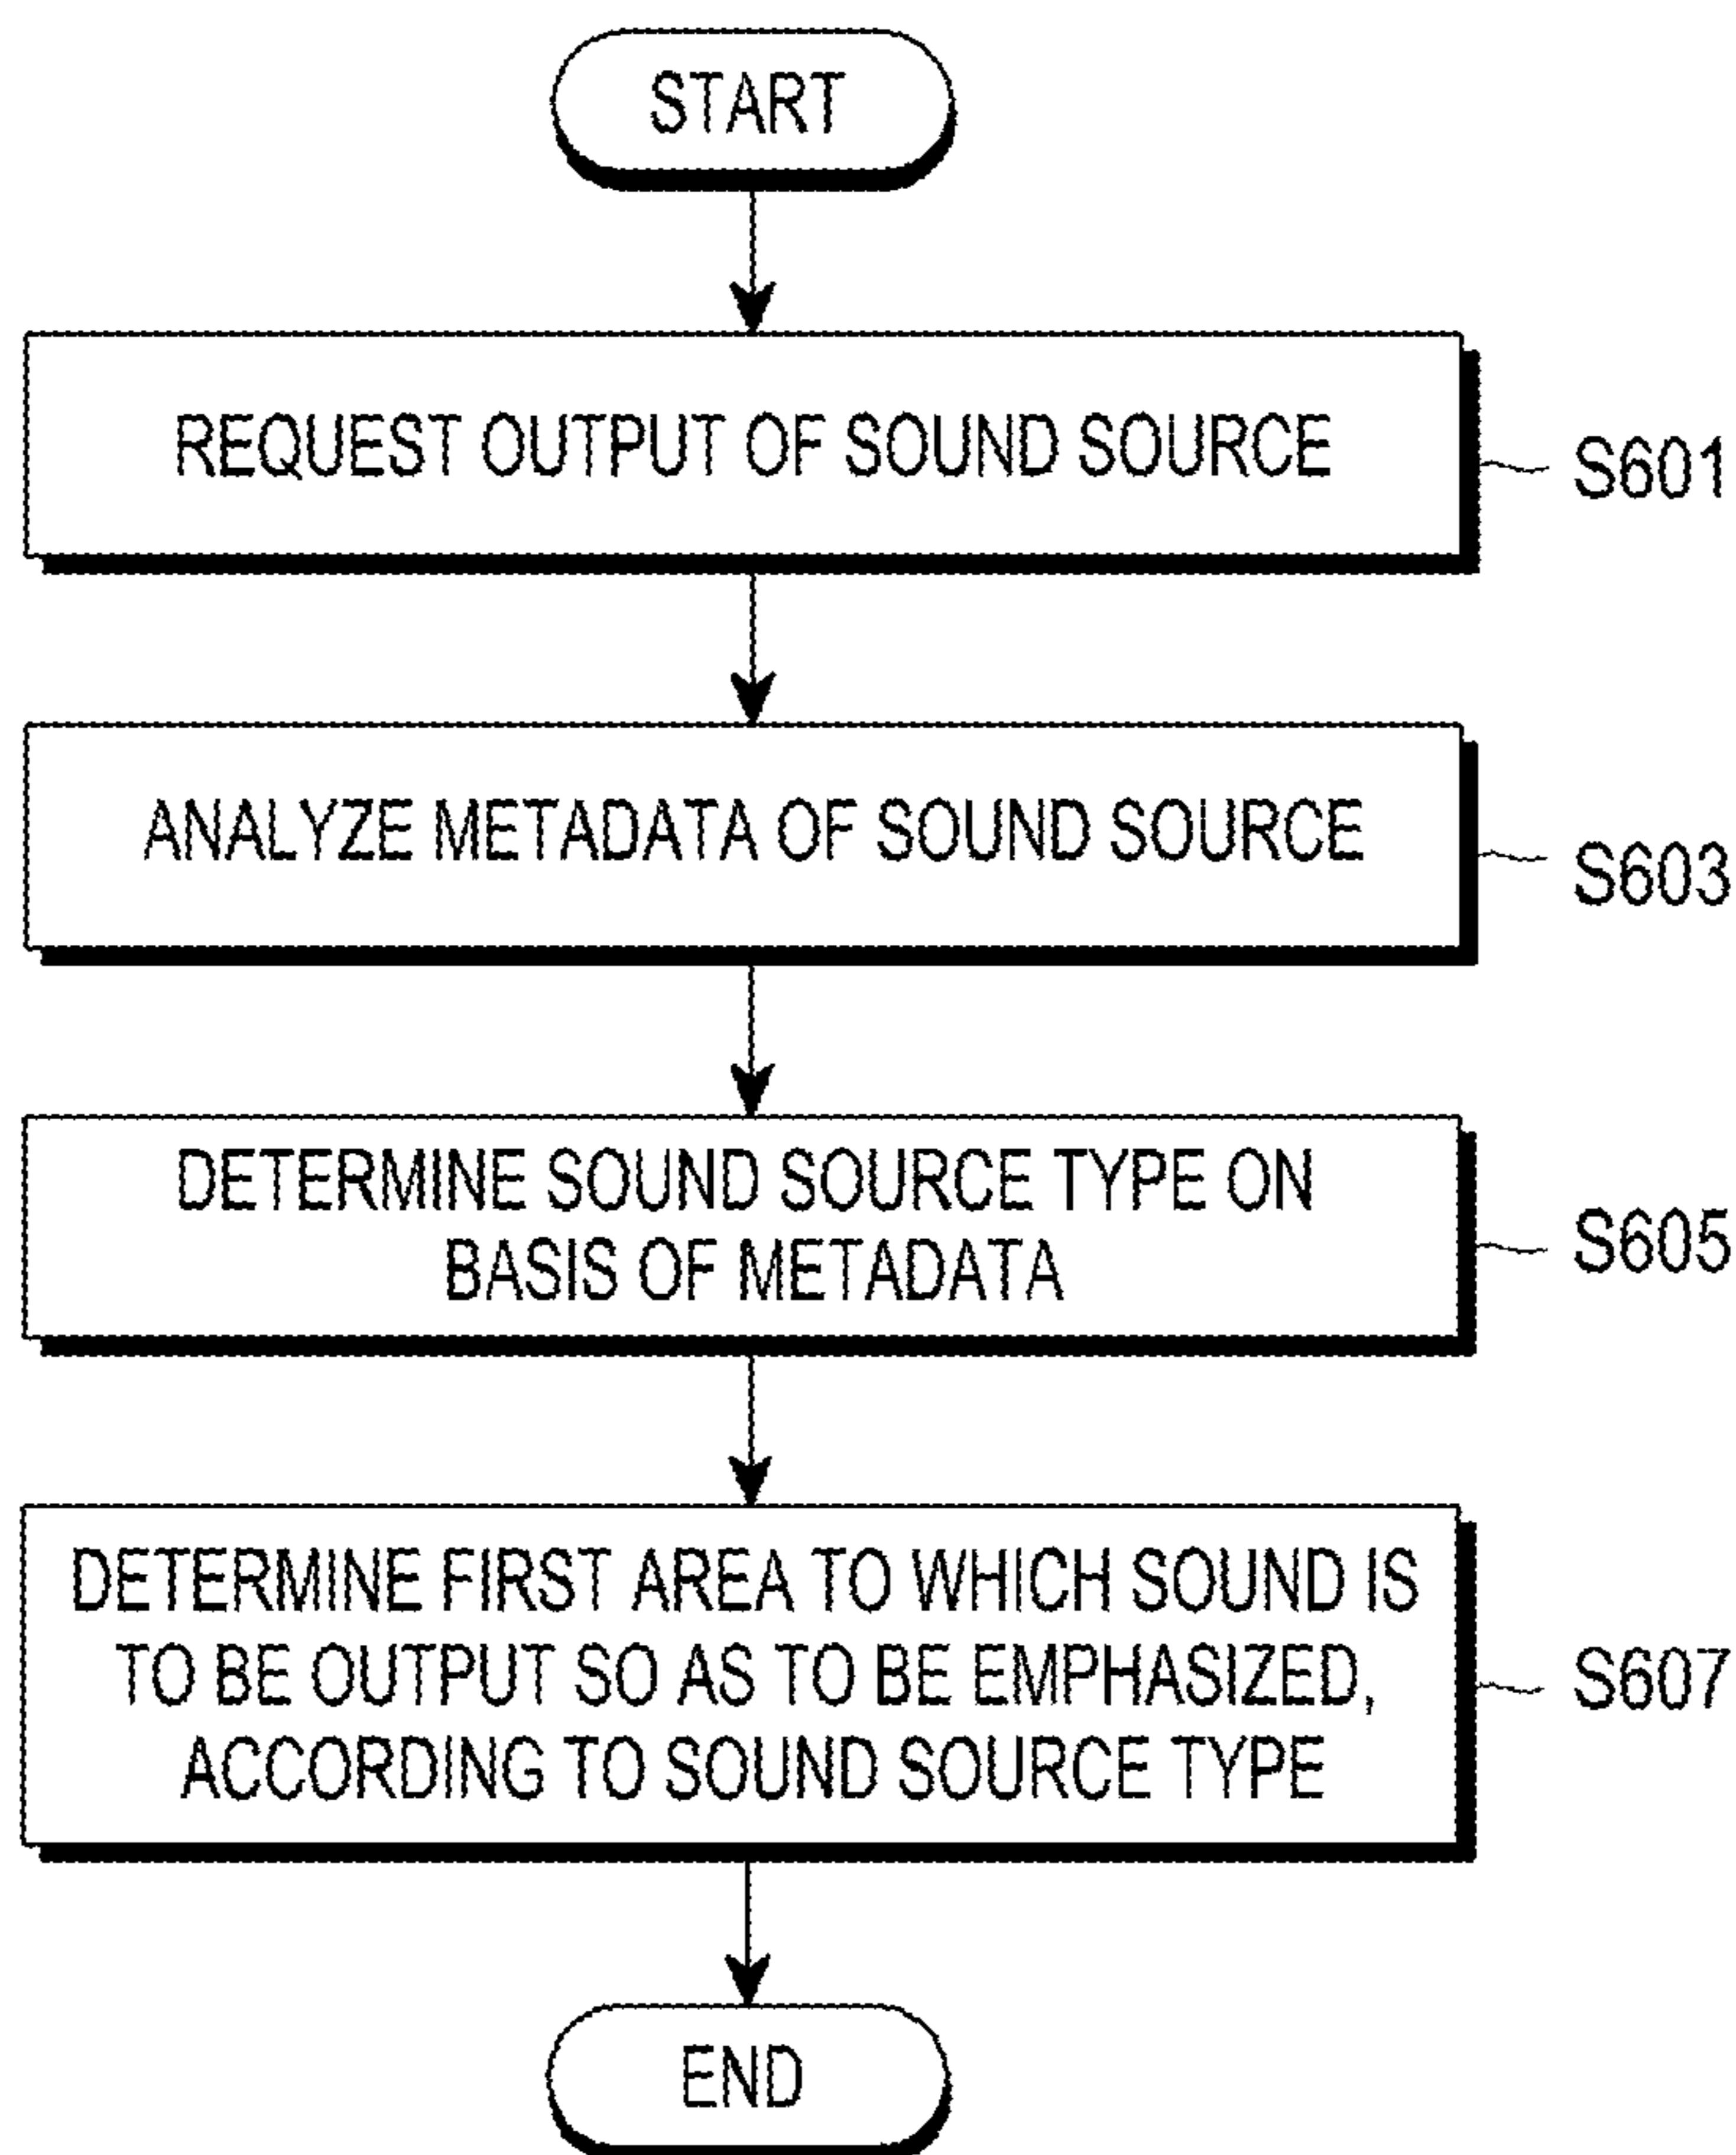 START
REQUEST OUTPUT OF SOUND SOURCE
S601
ANALYZE METADATA OF SOUND SOURCE
S603
DETERMINE SOUND SOURCE TYPE ON
BASIS OF METADATA
S605
DETERMINE FIRST AREA TO WHICH SOUND IS
TO BE OUTPUT SO AS TO BE EMPHASIZED,
ACCORDING TO SOUND SOURCE TYPE
S607
END